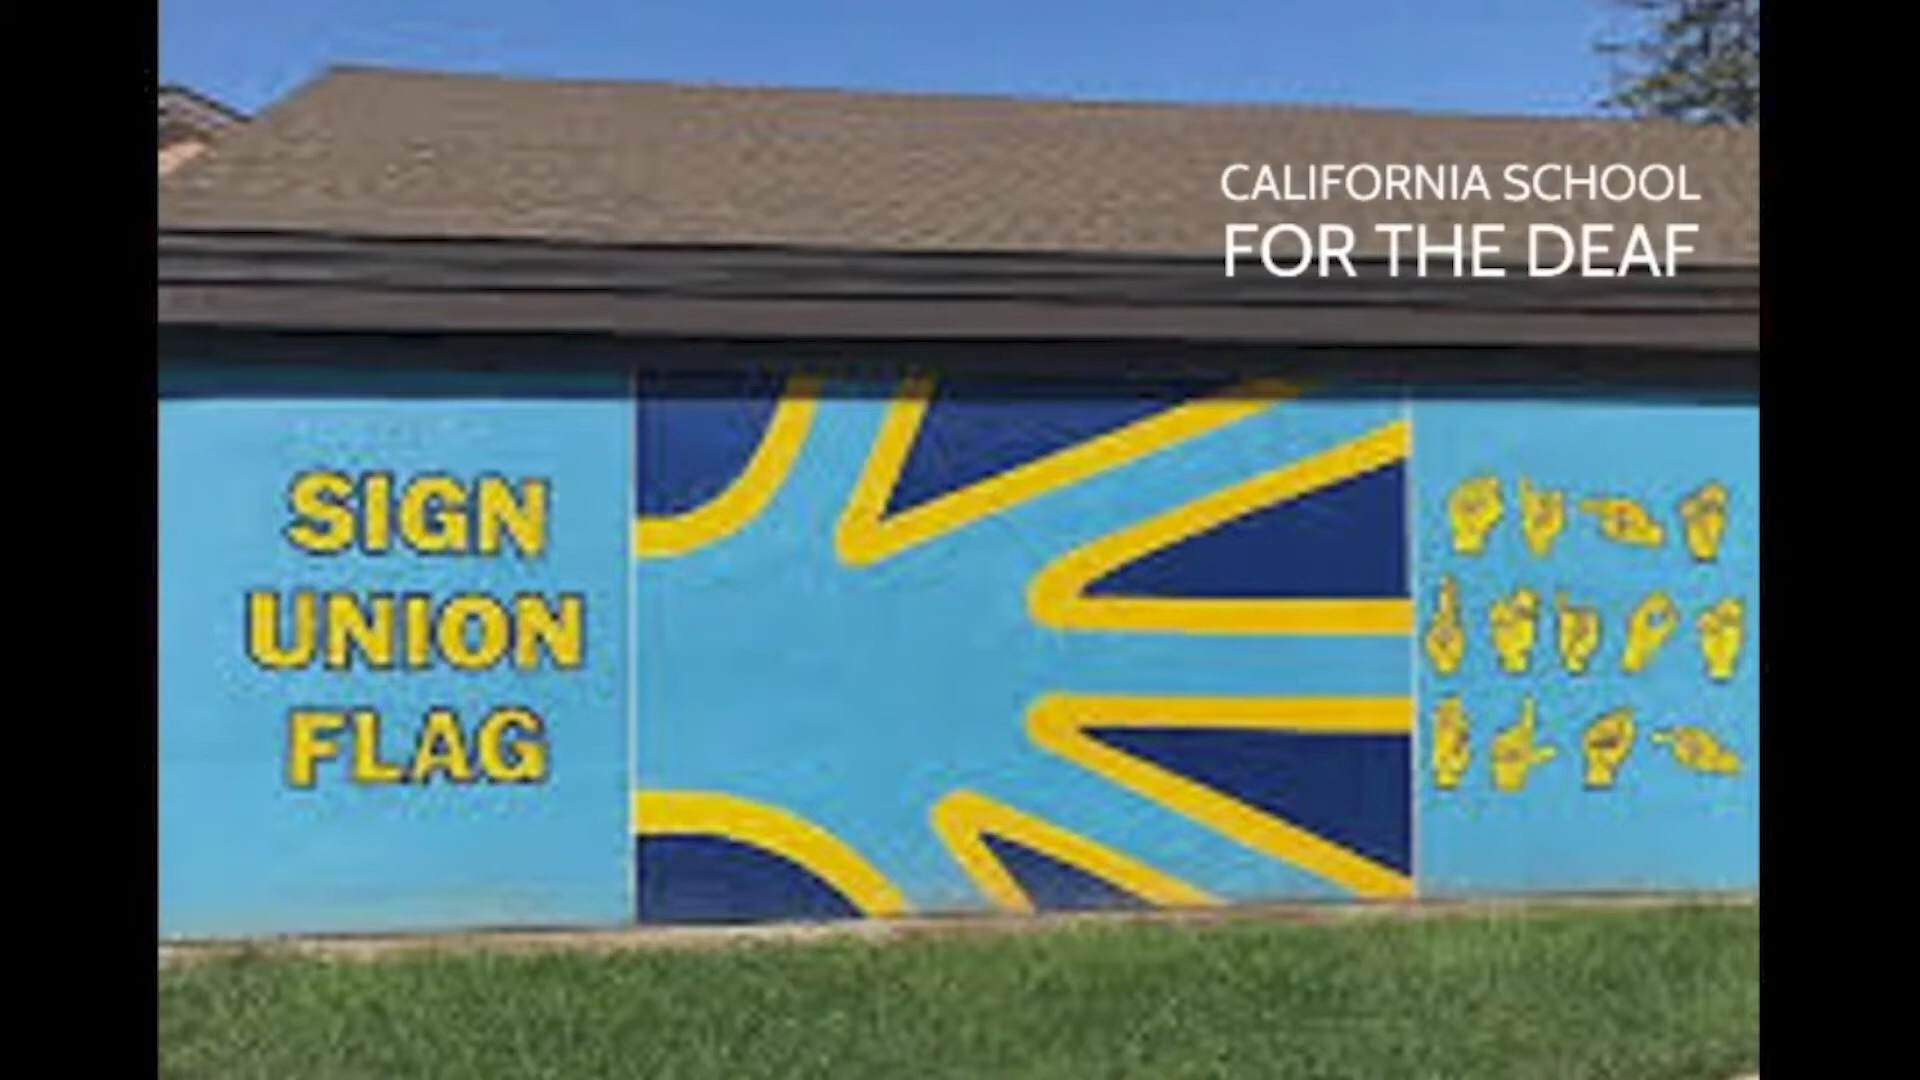 CALIFORNIA SCHOOL
FOR THE DEAF
SIGN
UNION
FLAG